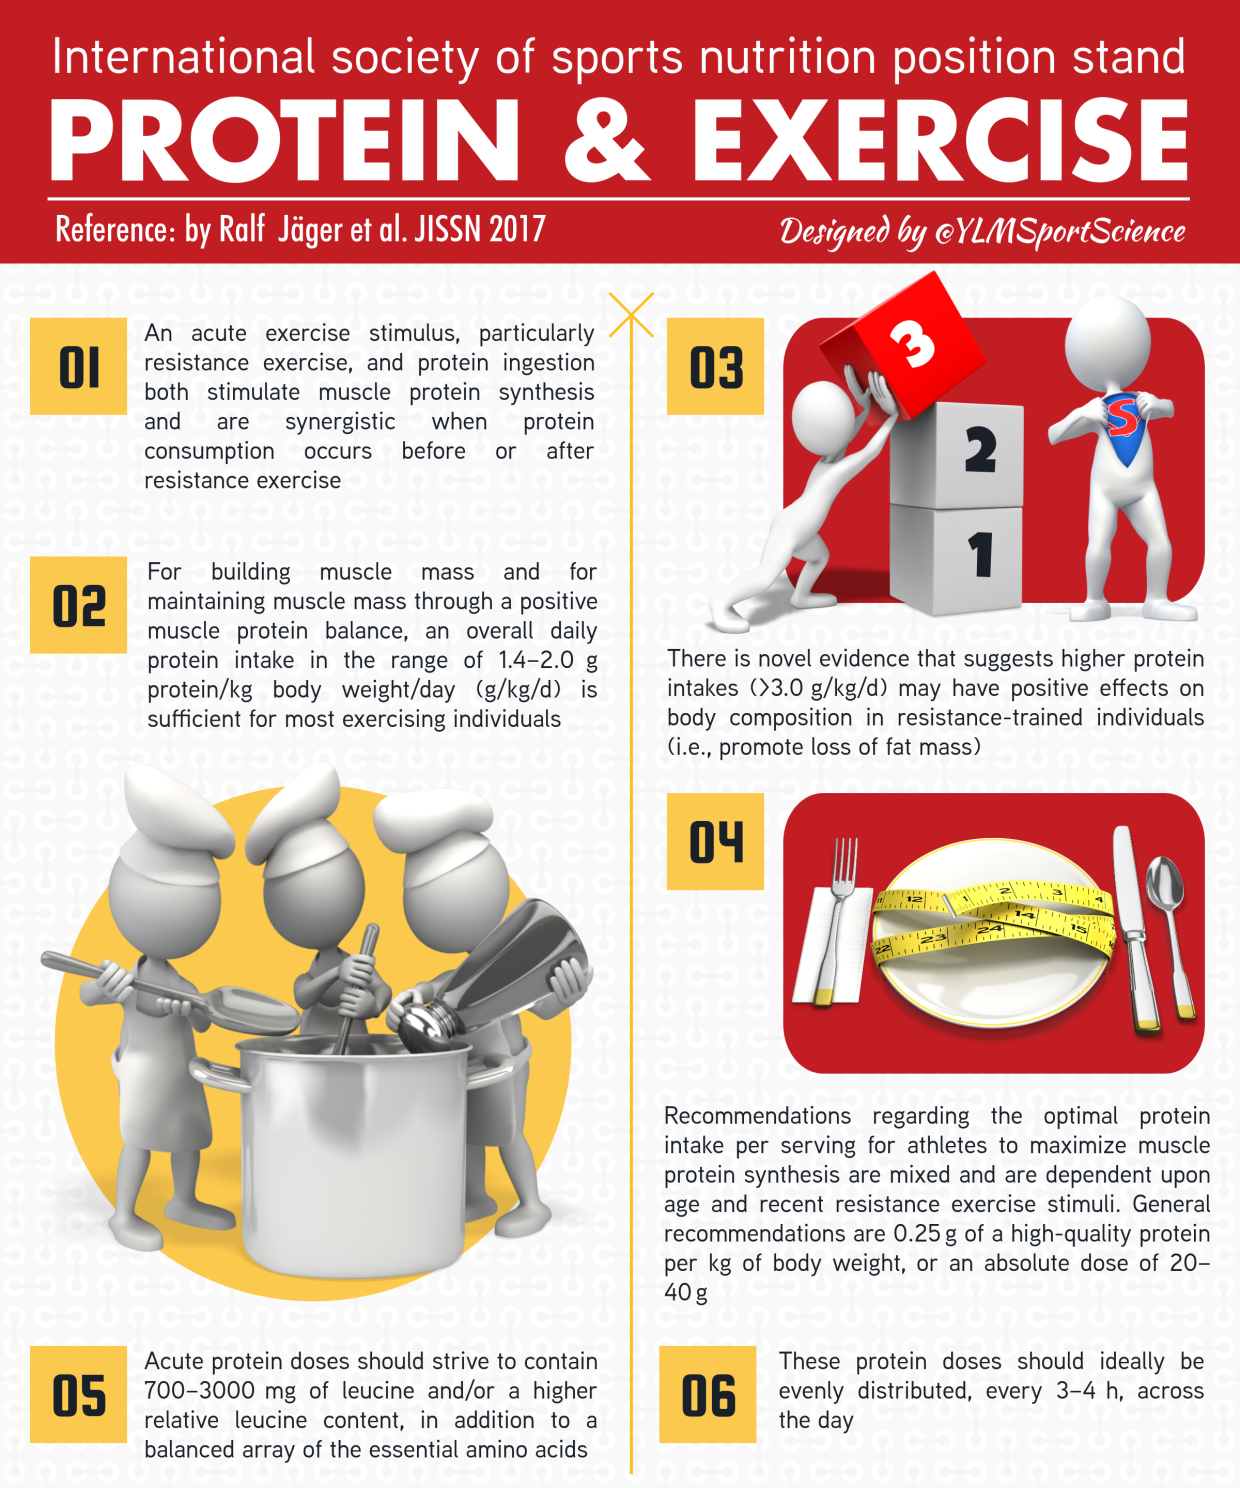 International society of sports nutrition position stand
PROTEIN & EXERCISE
Reference: by Ralf Jäger et al. JISSN 2017
Designed by @YLMSportScience
01
An acute exercise stimulus, particularly
resistance exercise, and protein ingestion
both stimulate muscle protein synthesis
and are synergistic when protein
consumption occurs before or after
resistance exercise
02
For building muscle mass and for
maintaining muscle mass through a positive
muscle protein balance, an overall daily
protein intake in the range of 1.4–2.0 g
protein/kg body weight/day (g/kg/d) is
sufficient for most exercising individuals
03
3
2
1
S
There is novel evidence that suggests higher protein
intakes (>3.0 g/kg/d) may have positive effects on
body composition in resistance-trained individuals
(i.e., promote loss of fat mass)
04
12 1 2 3 4
14 15
22 23 24
Recommendations regarding the optimal protein
intake per serving for athletes to maximize muscle
protein synthesis are mixed and are dependent upon
age and recent resistance exercise stimuli. General
recommendations are 0.25 g of a high-quality protein
per kg of body weight, or an absolute dose of 20–
40 g
05
Acute protein doses should strive to contain
700–3000 mg of leucine and/or a higher
relative leucine content, in addition to a
balanced array of the essential amino acids
06
These protein doses should ideally be
evenly distributed, every 3–4 h, across
the day